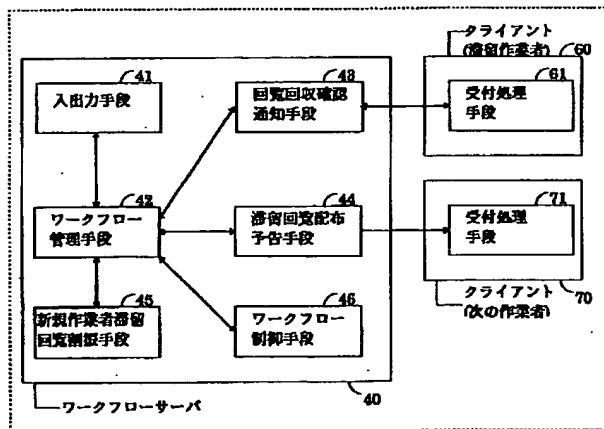 クライアント
(滞留作業者)
60
41
入出力手段
43
回覧回収確認
通知手段
61
受付処理
手段
42
ワークフロー
管理手段
44
滞留回覧配布
予告手段
71
受付処理
手段
45
新規作業者滞留
回覧割振手段
46
ワークフロー
制御手段
クライアント
(次の作業者)
70
40
ワークフローサーバ